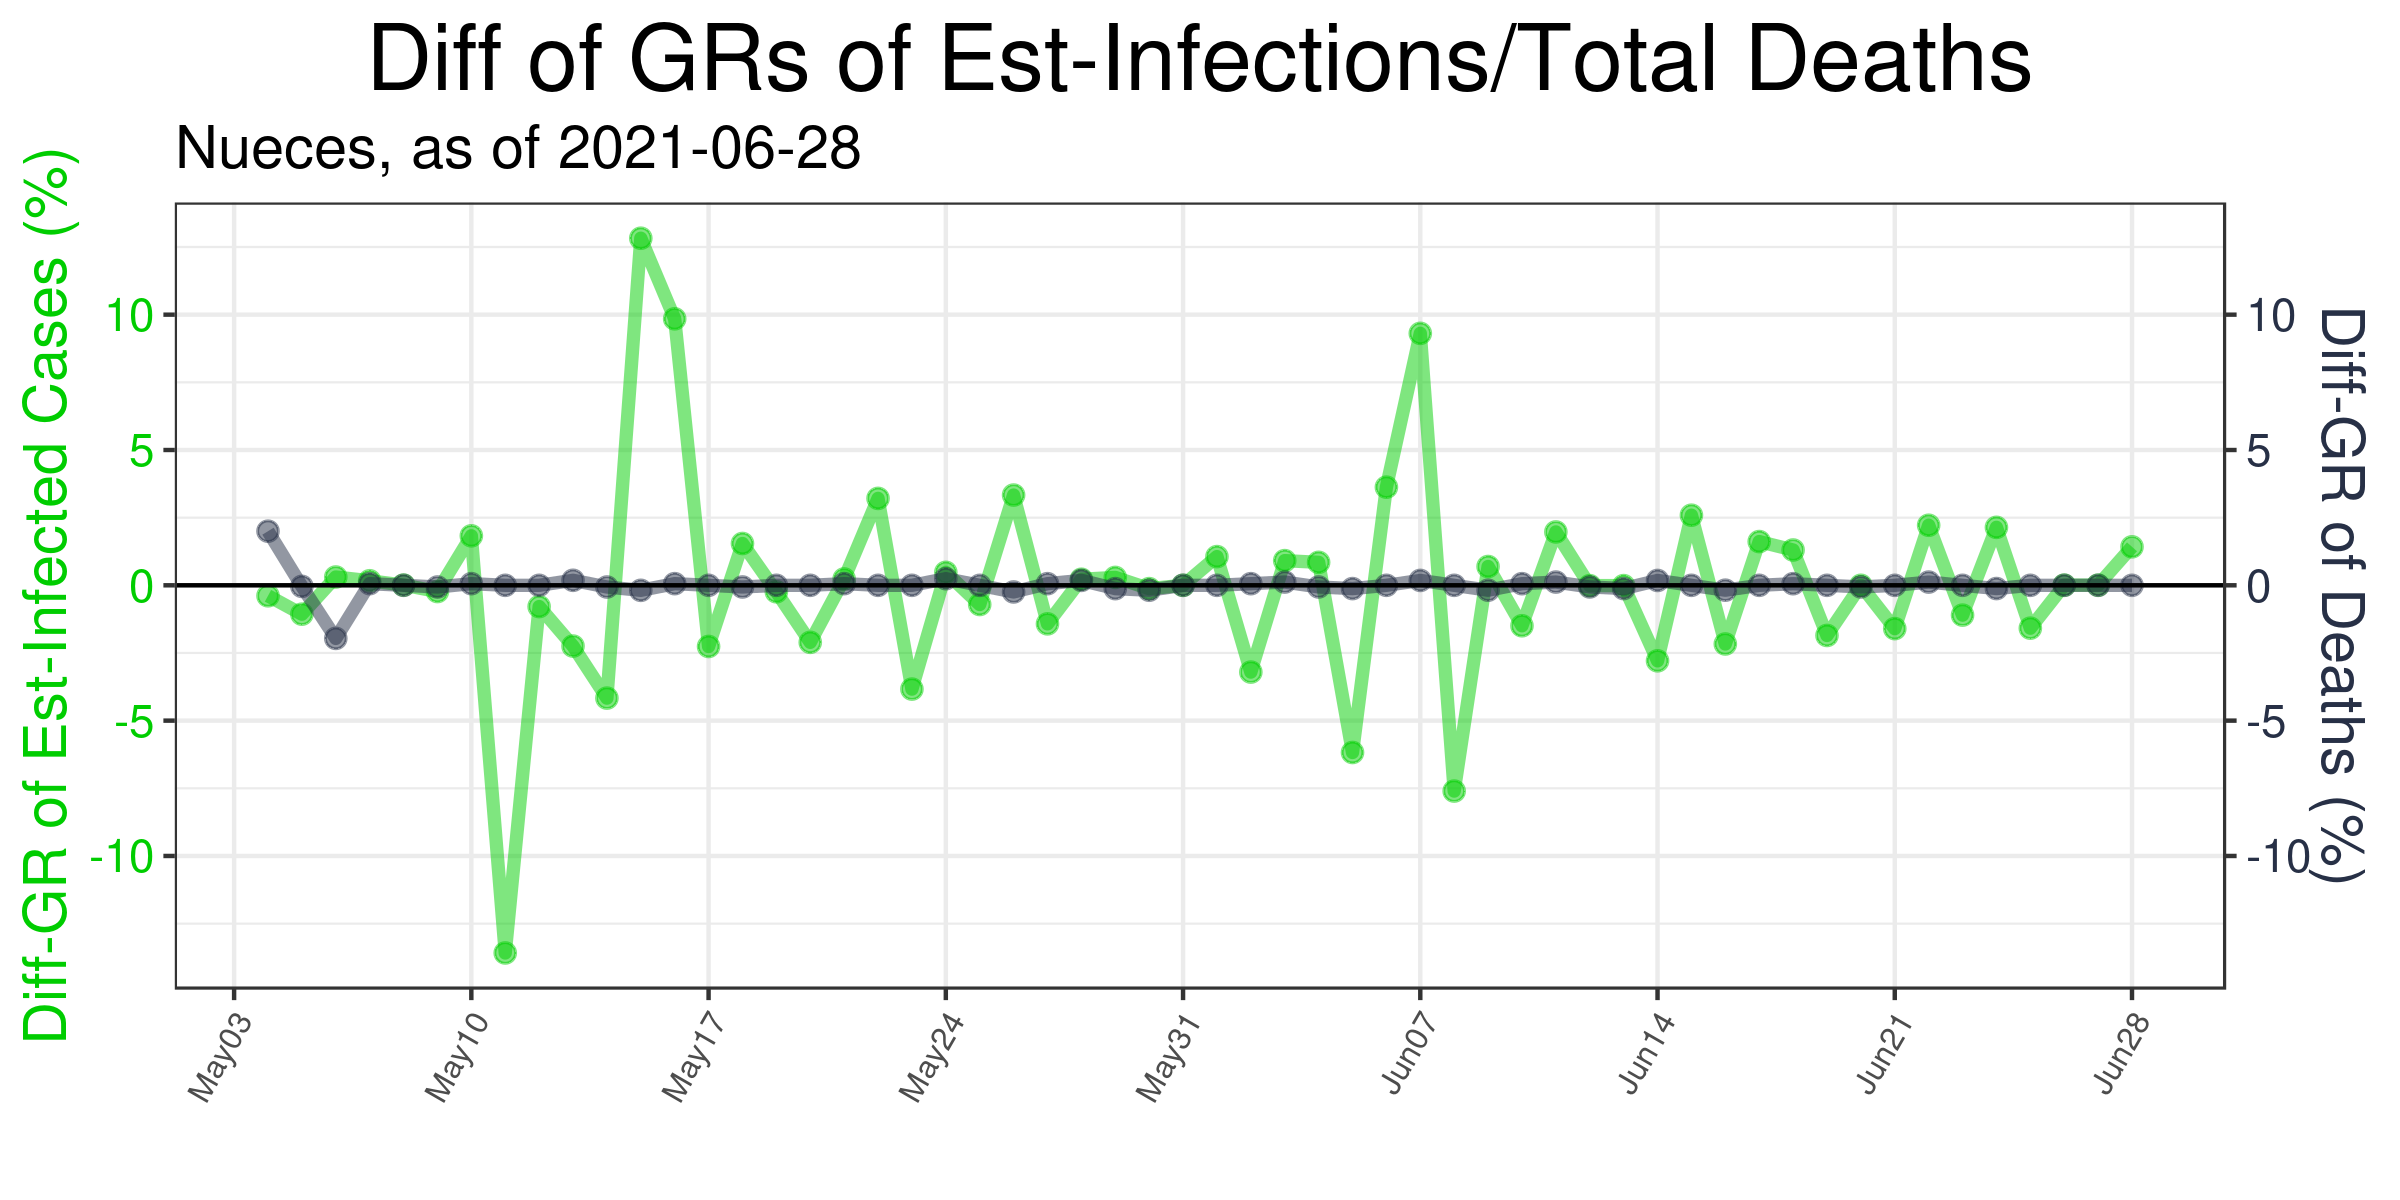 Diff of GRs of Est-Infections/Total Deaths
Nueces, as of 2021-06-28
Diff-GR of Est-Infected Cases (%)
10
5
0
-5
-10
10
5
0
-5
-10
Diff-GR of Deaths (%)
May03
May10
May17
May24
May31
Jun07
Jun14
Jun21
Jun28